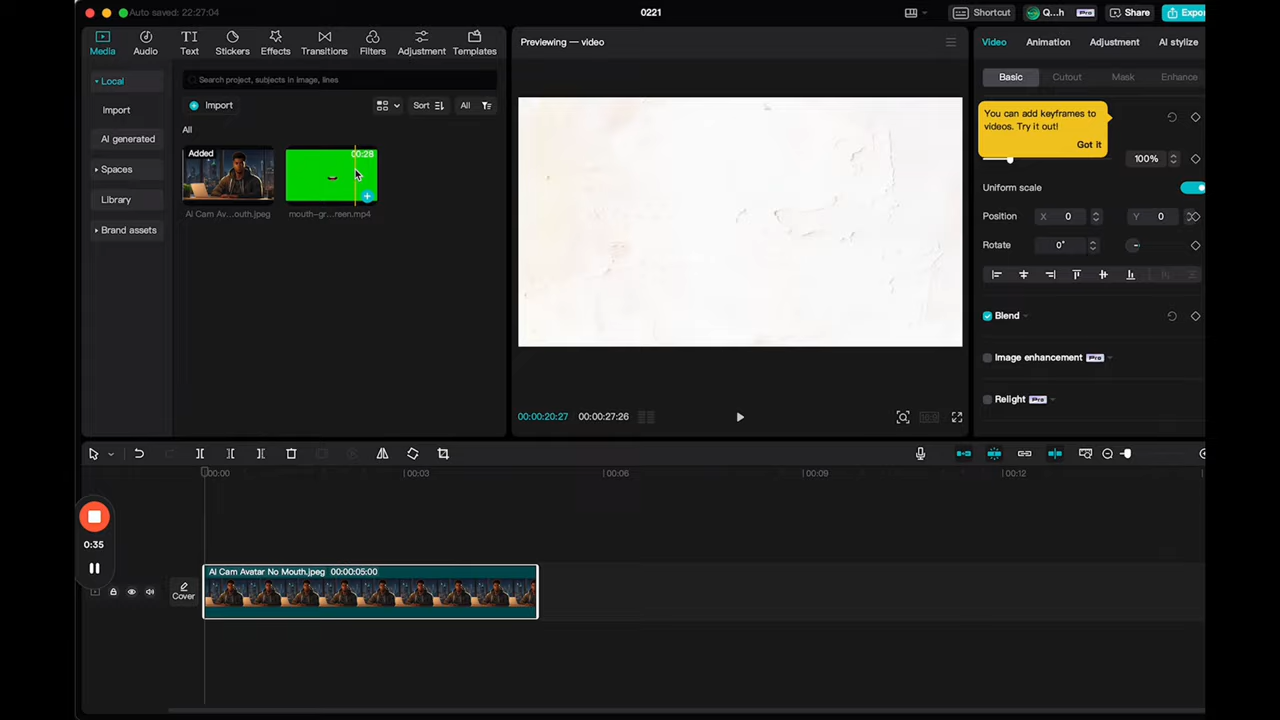 Auto saved: 22:27:04
0221
Shortcut
Q...h
Pro
Share
Expor
Media
Audio
Text
Stickers
Effects
Transitions
Filters
Adjustment
Templates
Previewing — video
Video
Animation
Adjustment
AI stylize
Local
Search project, subjects in image, lines
Basic
Cutout
Mask
Enhance
Import
Import
Sort
All
You can add keyframes to
videos. Try it out!
Got it
All
AI generated
Added
00:28
100%
Spaces
Uniform scale
Library
AI Cam Av...outh.jpeg
mouth-gr...reen.mp4
Position
X
0
Y
0
Brand assets
Rotate
0°
Blend
Image enhancement
Pro
Relight
Pro
00:00:20:27
00:00:27:26
00:00
00:03
00:06
00:09
00:12
0:35
AI Cam Avatar No Mouth.jpeg 00:00:05:00
Cover